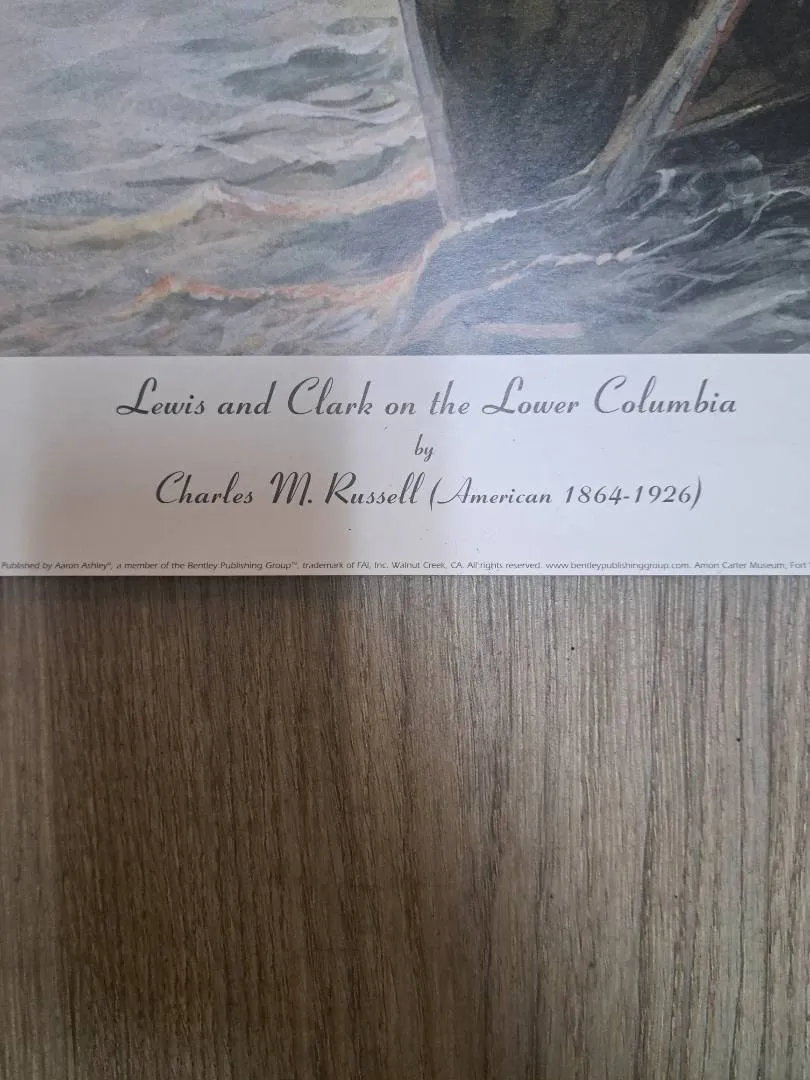 Lewis and Clark on the Lower Columbia
by
Charles M. Russell (American 1864-1926)
Published by Aaron Ashley®, a member of the Bentley Publishing Group™, trademark of FAI, Inc. Walnut Creek, CA. All rights reserved. www.bentleypublishinggroup.com. Amon Carter Museum, Fort